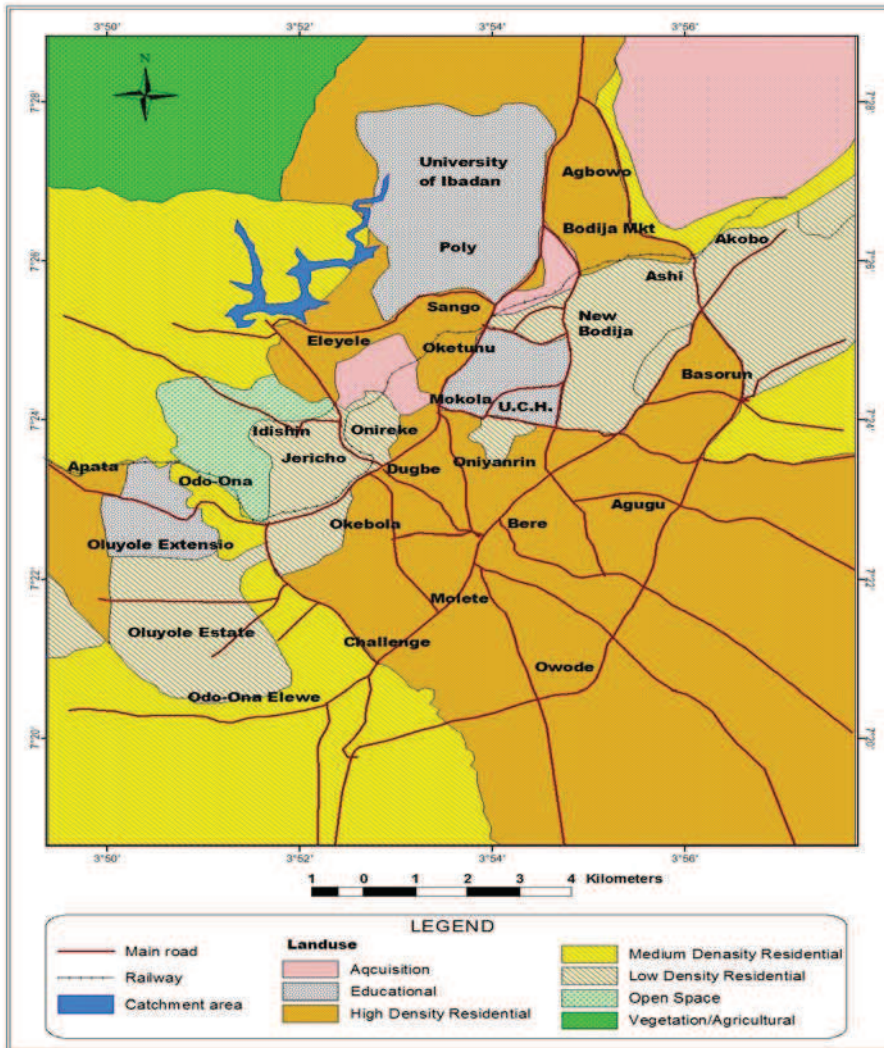 3°50'
3°52'
3°54'
3°56'
N
7°28'
7°28'
University
of Ibadan
Agbowo
Bodija Mkt
Poly
Akobo
7°26'
7°26'
Ashi
Sango
New
Bodija
Eleyele
Oketunu
Basorun
Mokola
U.C.H.
7°24'
7°24'
Idishin
Onireke
Jericho
Dugbe
Oniyanrin
Apata
Odo-Ona
Agugu
Okebola
Bere
Oluyole Extensio
7°22'
7°22'
Molete
Oluyole Estate
Challenge
Owode
Odo-Ona Elewe
7°20'
7°20'
3°50'
3°52'
3°54'
3°56'
1 0 1 2 3 4 Kilometers
LEGEND
Main road
Railway
Catchment area
Landuse
Aqcuisition
Educational
High Density Residential
Medium Denasity Residential
Low Density Residential
Open Space
Vegetation/Agricultural